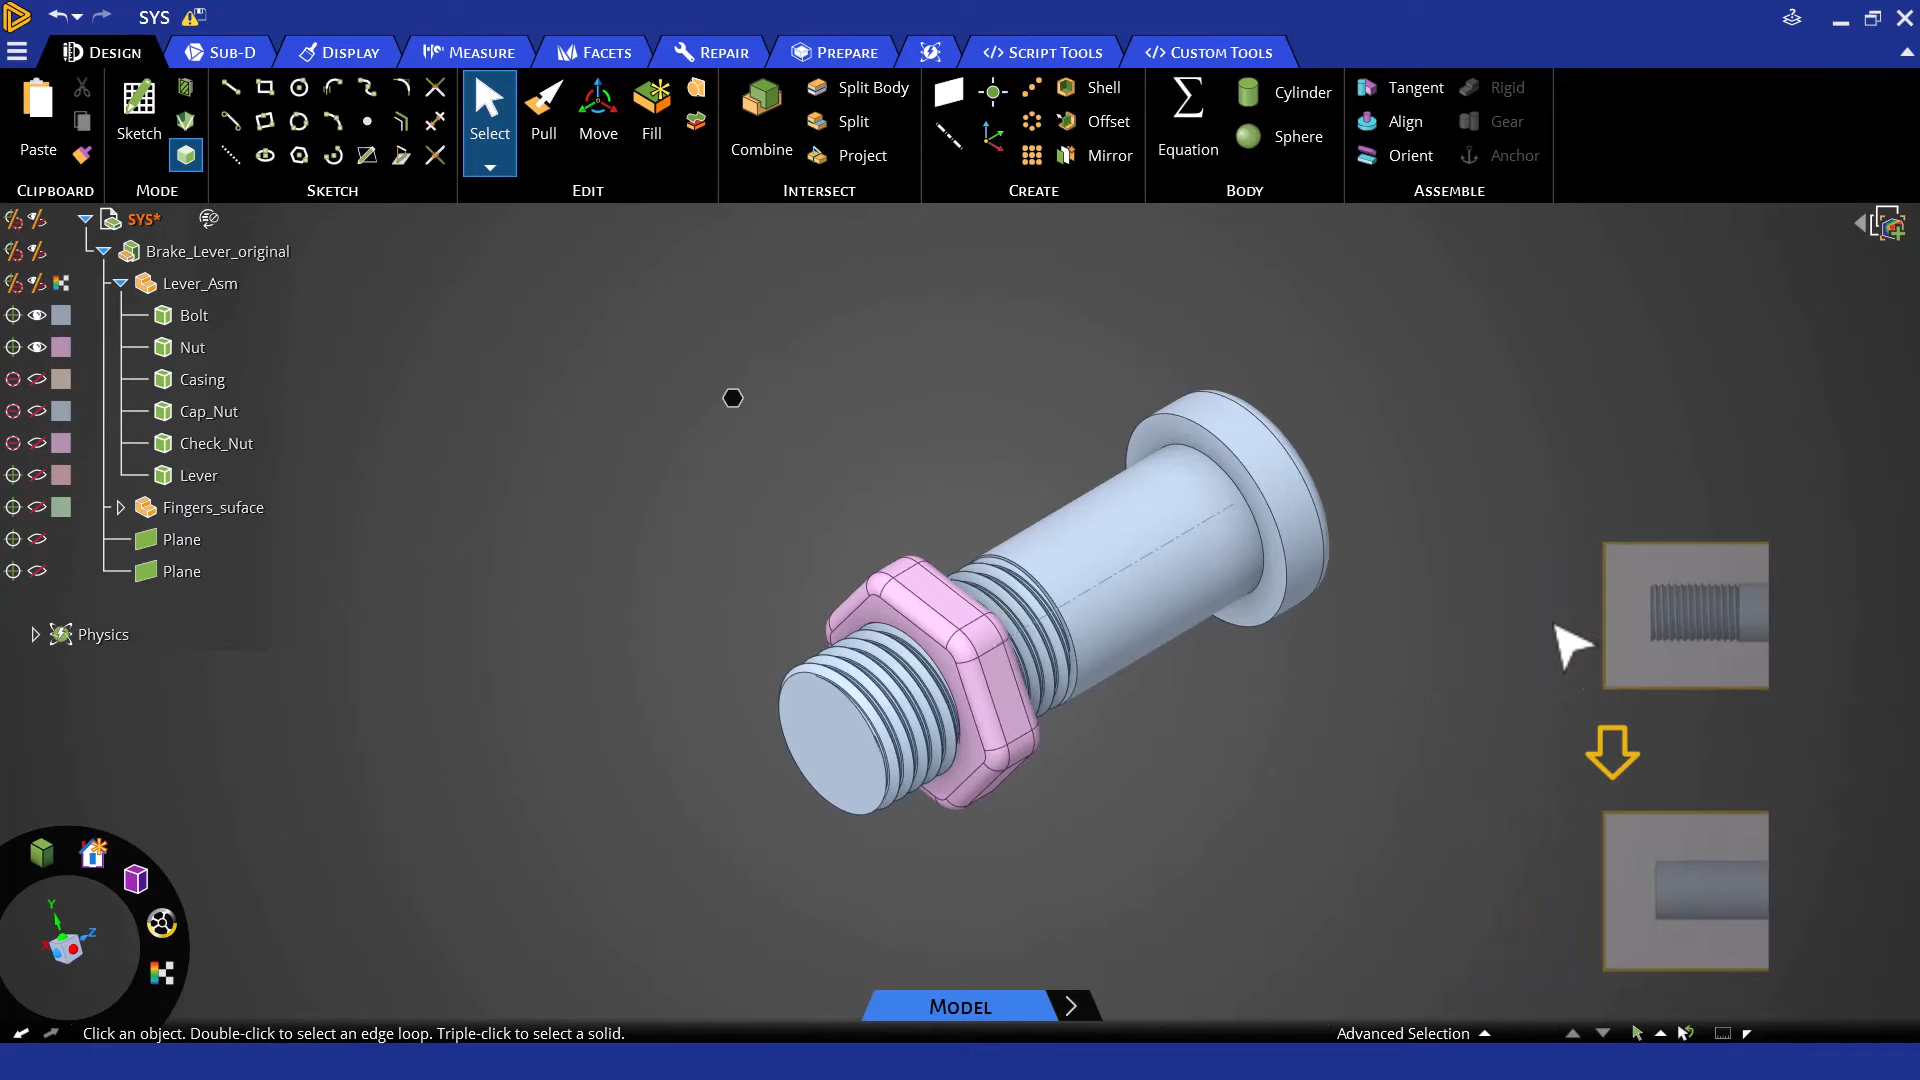 SYS
DESIGN
SUB-D
DISPLAY
MEASURE
FACETS
REPAIR
PREPARE
SCRIPT TOOLS
CUSTOM TOOLS
Paste
CLIPBOARD
Sketch
MODE
SKETCH
Select
Pull
Move
Fill
EDIT
Combine
Split Body
Split
Project
INTERSECT
Shell
Offset
Mirror
CREATE
Equation
Cylinder
Sphere
BODY
Tangent
Align
Orient
Rigid
Gear
Anchor
ASSEMBLE
SYS*
Brake_Lever_original
Lever_Asm
Bolt
Nut
Casing
Cap_Nut
Check_Nut
Lever
Fingers_suface
Plane
Plane
Physics
Y
X
Z
MODEL
Click an object. Double-click to select an edge loop. Triple-click to select a solid.
Advanced Selection